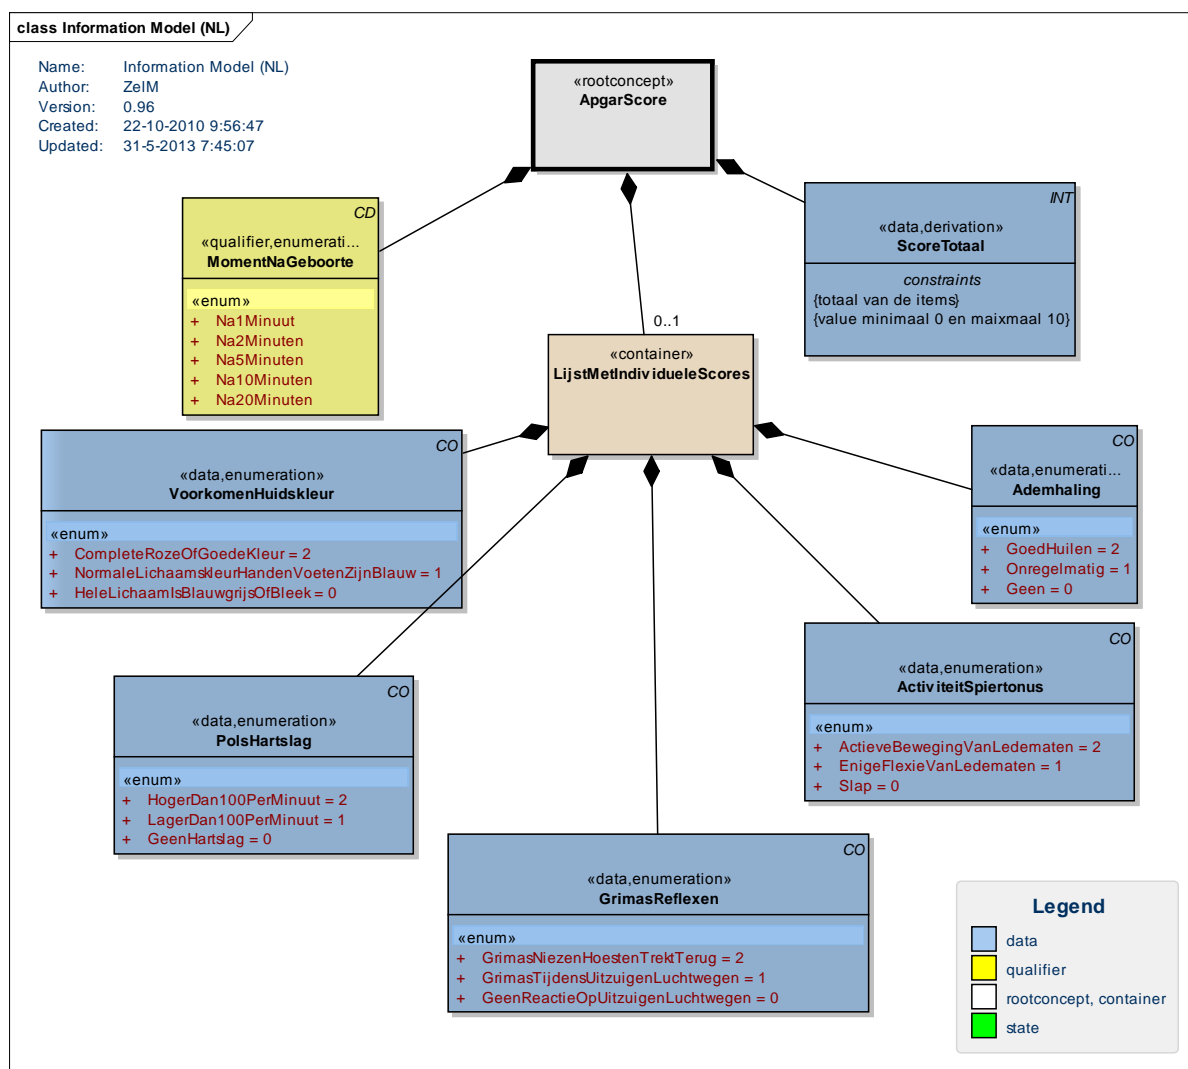 class Information Model (NL)
Name: Information Model (NL)
Author: ZelM
Version: 0.96
Created: 22-10-2010 9:56:47
Updated: 31-5-2013 7:45:07
«rootconcept»
ApgarScore
CD
«qualifier,enumerati...
MomentNaGeboorte
«enum»
+ Na1Minuut
+ Na2Minuten
+ Na5Minuten
+ Na10Minuten
+ Na20Minuten
INT
«data,derivation»
ScoreTotaal
constraints
{totaal van de items}
{value minimaal 0 en maixmaal 10}
0..1
«container»
LijstMetIndividueleScores
CO
«data,enumeration»
VoorkomenHuidskleur
«enum»
+ CompleteRozeOfGoedeKleur = 2
+ NormaleLichaamskleurHandenVoetenZijnBlauw = 1
+ HeleLichaamIsBlauwgrijsOfBleek = 0
CO
«data,enumerati...
Ademhaling
«enum»
+ GoedHuilen = 2
+ Onregelmatig = 1
+ Geen = 0
CO
«data,enumeration»
ActiviteitSpiertonus
«enum»
+ ActieveBewegingVanLedematen = 2
+ EnigeFlexieVanLedematen = 1
+ Slap = 0
CO
«data,enumeration»
PolsHartslag
«enum»
+ HogerDan100PerMinuut = 2
+ LagerDan100PerMinuut = 1
+ GeenHartslag = 0
CO
«data,enumeration»
GrimasReflexen
«enum»
+ GrimasNiezenHoestenTrektTerug = 2
+ GrimasTijdensUitzuigenLuchtwegen = 1
+ GeenReactieOpUitzuigenLuchtwegen = 0
Legend
data
qualifier
rootconcept, container
state